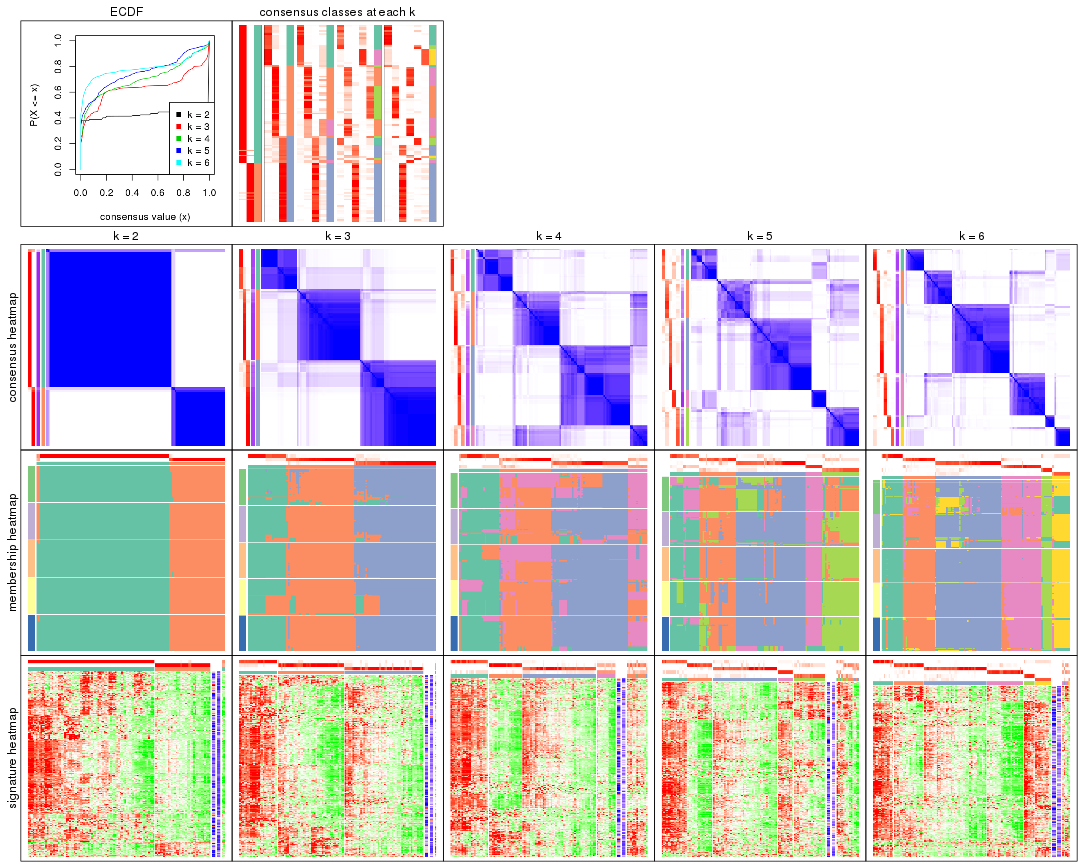 ECDF
consensus classes at each k
P(X <= x)
0.0 0.2 0.4 0.6 0.8 1.0
k = 2
k = 3
k = 4
k = 5
k = 6
0.0 0.2 0.4 0.6 0.8 1.0
consensus value (x)
k = 2
k = 3
k = 4
k = 5
k = 6
consensus heatmap
membership heatmap
signature heatmap